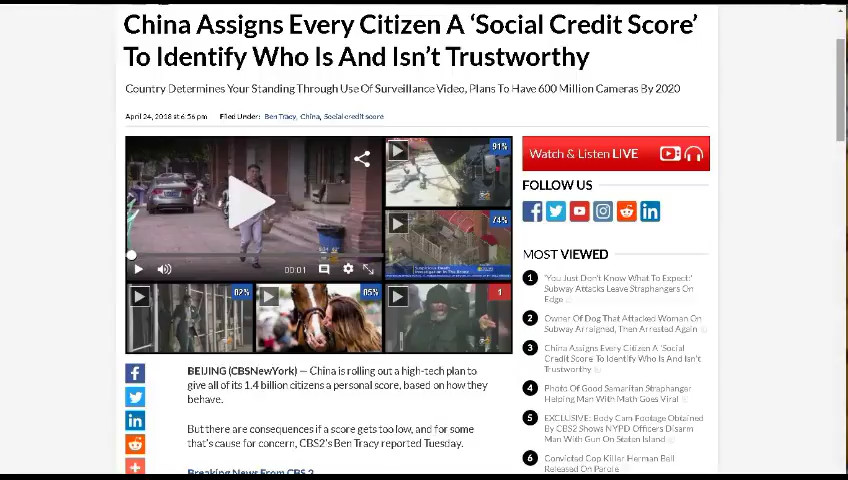 China Assigns Every Citizen A ‘Social Credit Score’
To Identify Who Is And Isn’t Trustworthy
Country Determines Your Standing Through Use Of Surveillance Video, Plans To Have 600 Million Cameras By 2020
April 24, 2018 at 6:56 pm Filed Under: Ben Tracy, China, Social credit score
91%
74%
00:01
82%
85%
1
BEIJING (CBSNewYork) — China is rolling out a high-tech plan to
give all of its 1.4 billion citizens a personal score, based on how they
behave.
But there are consequences if a score gets too low, and for some
that’s cause for concern, CBS2’s Ben Tracy reported Tuesday.
Breaking News From CBS 2
Watch & Listen LIVE
FOLLOW US
MOST VIEWED
1 ‘You Just Don’t Know What To Expect:’
Subway Attacks Leave Straphangers On
Edge
2 Owner Of Dog That Attacked Woman On
Subway Arraigned, Then Arrested Again
3 China Assigns Every Citizen A ‘Social
Credit Score’ To Identify Who Is And Isn’t
Trustworthy
4 Photo Of Good Samaritan Straphanger
Helping Man With Math Goes Viral
5 EXCLUSIVE: Body Cam Footage Obtained
By CBS2 Shows NYPD Officers Disarm
Man With Gun On Staten Island
6 Convicted Cop Killer Herman Bell
Released On Parole